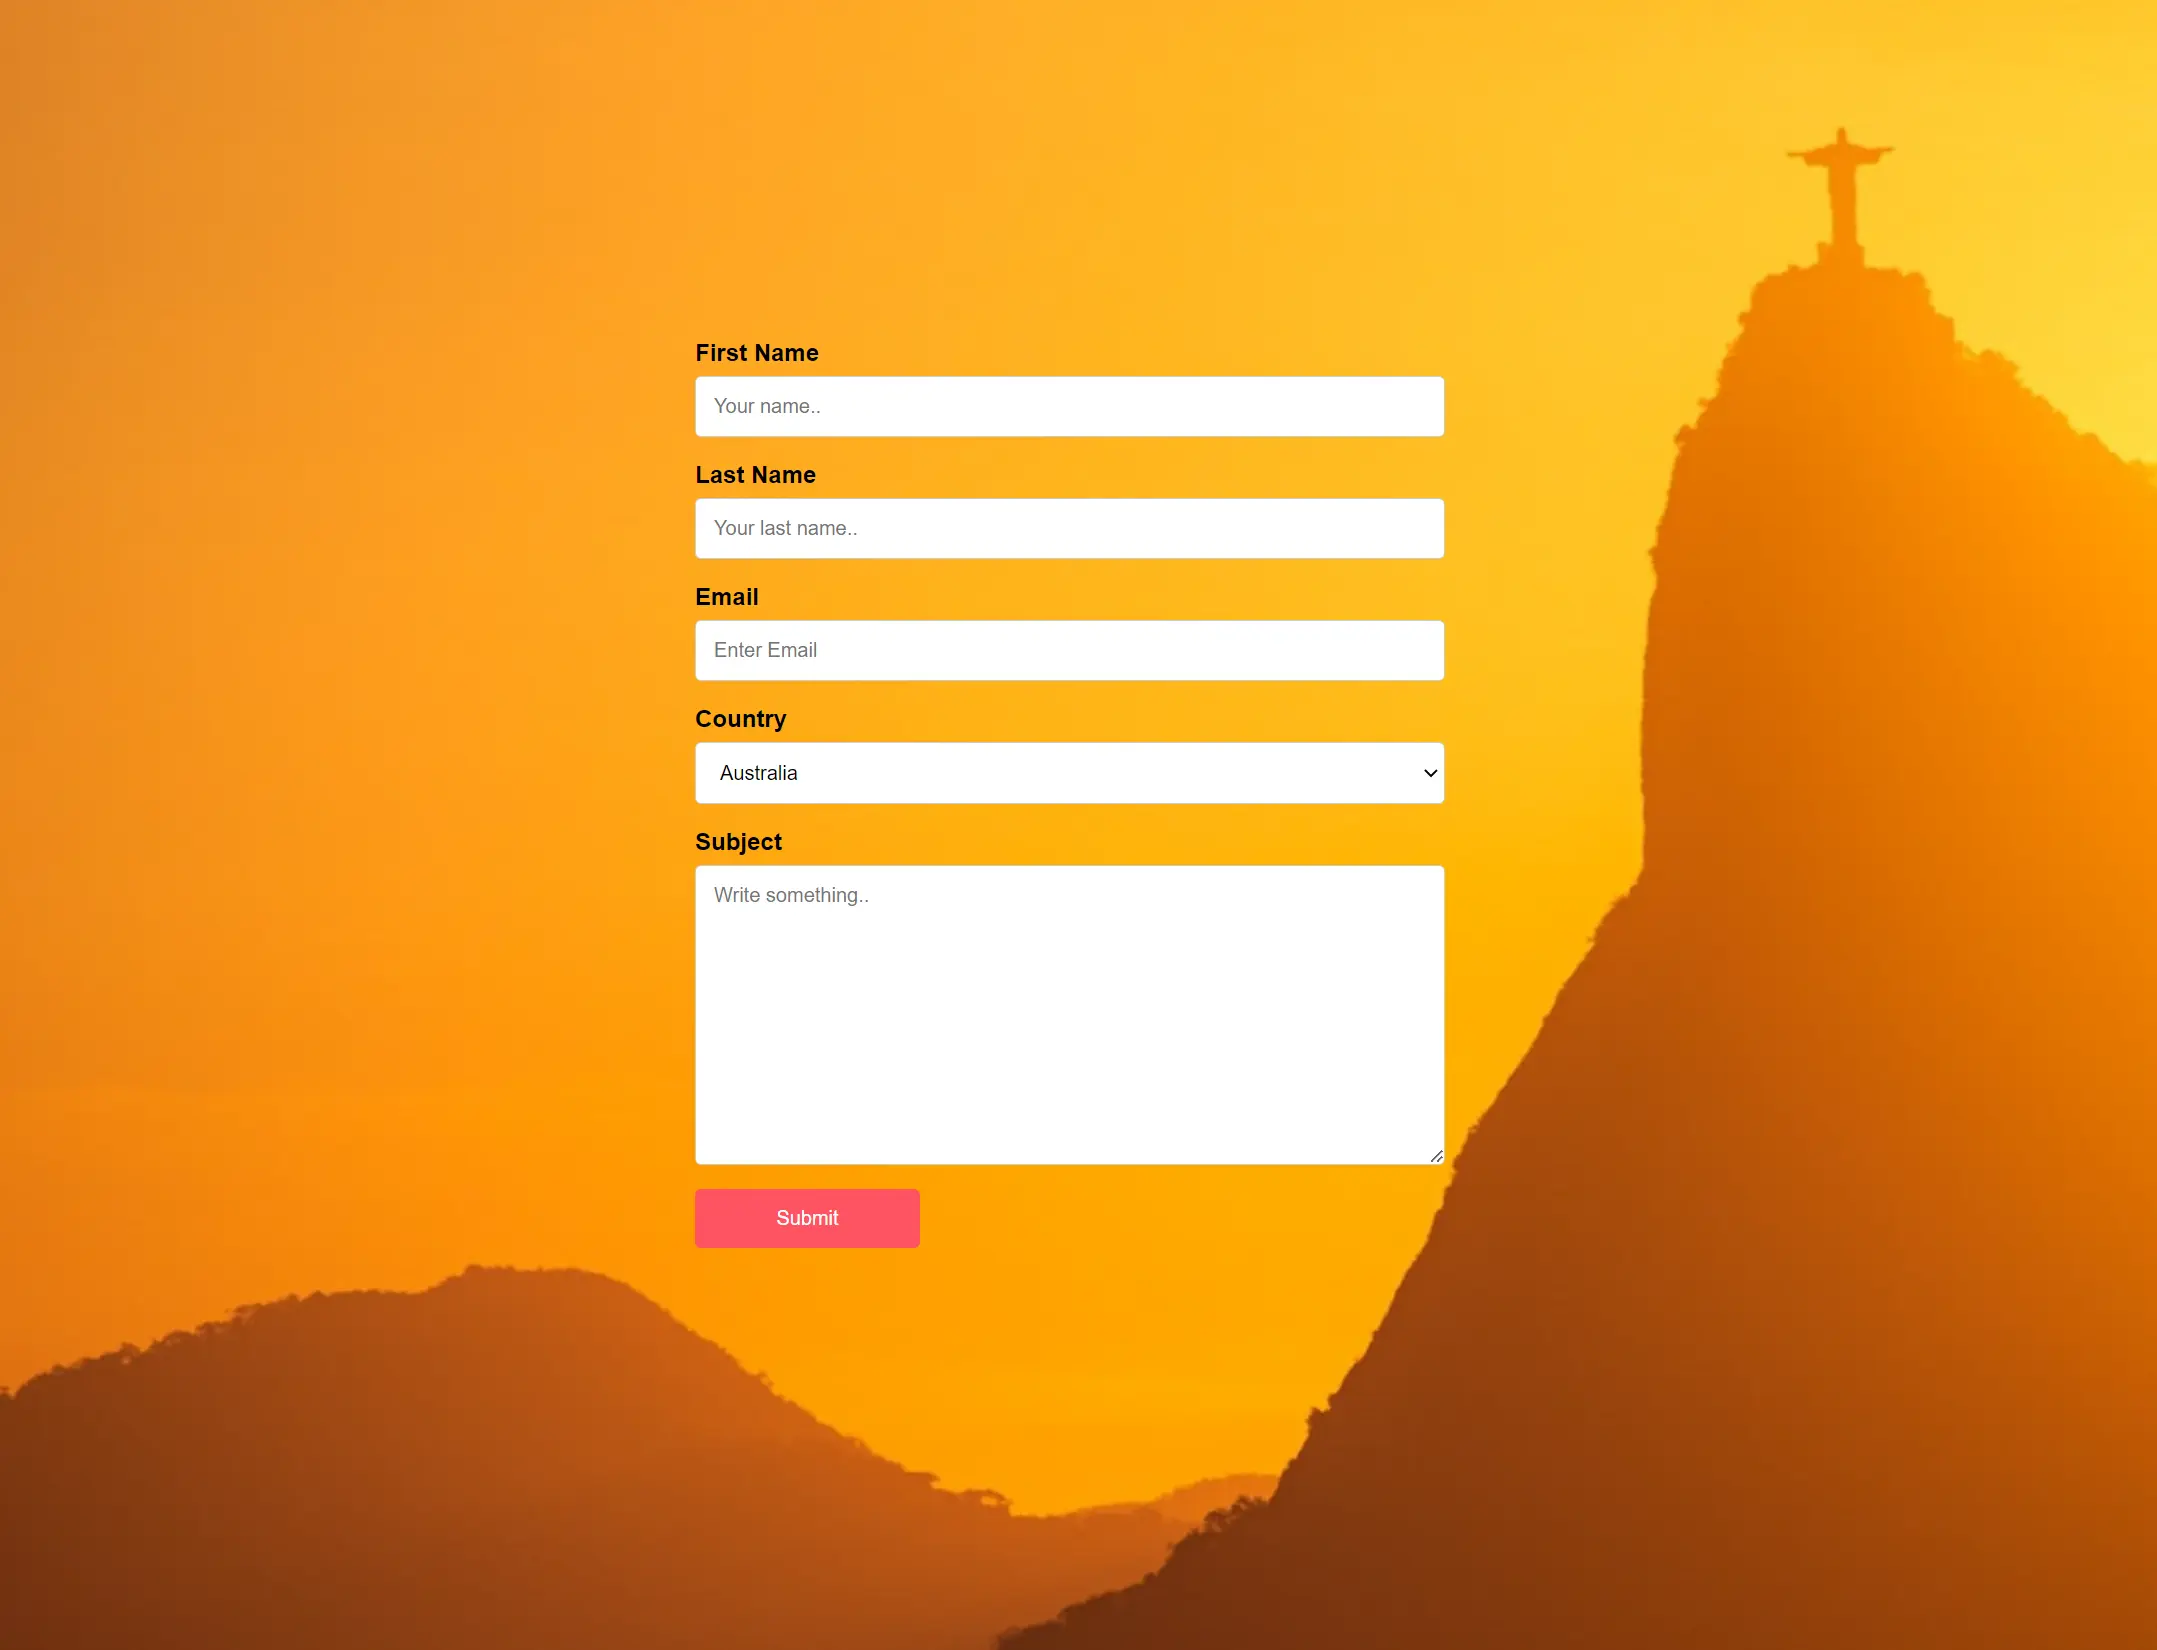 First Name
Your name..
Last Name
Your last name..
Email
Enter Email
Country
Australia
Subject
Write something..
Submit